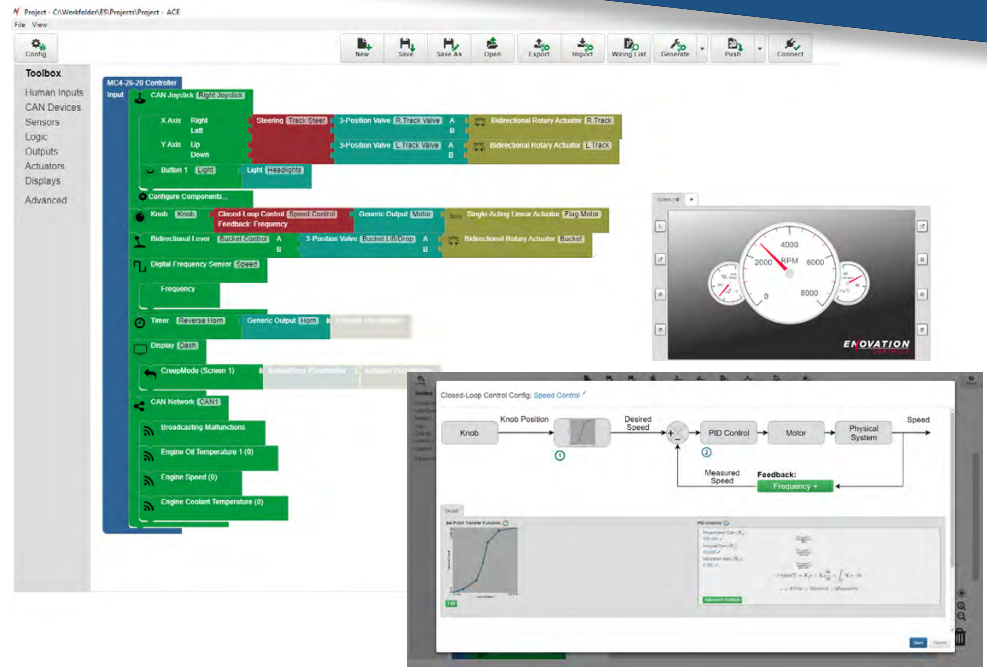 Project - C:\Workfolder\ES\Projects\Project - ACE
File View
Config
New Save Save As Open Export Import Wiring List Generate Push Connect
Toolbox
Human Inputs
CAN Devices
Sensors
Logic
Outputs
Actuators
Displays
Advanced
MC4-26-20 Controller
Input CAN Joystick Right Joystick
X Axis Right Steering Track Steer 3-Position Valve R.Track Valve A Bidirectional Rotary Actuator R.Track
Left B
Y Axis Up 3-Position Valve L.Track Valve A Bidirectional Rotary Actuator L.Track
Down B
Button 1 Light Light Headlights
Configure Components...
Knob Knob Closed-Loop Control Speed Control Generic Output Motor Single-Acting Linear Actuator Flag Motor
Feedback: Frequency
Bidirectional Lever Bucket Control A 3-Position Valve Bucket Lift/Drop A Bidirectional Rotary Actuator Bucket
B B
Digital Frequency Sensor Speed
Frequency
Timer Reverse Horn Generic Output Horn
Display Dash
CreepMode (Screen 1)
CAN Network CAN1
Broadcasting Malfunctions
Engine Oil Temperature 1 (0)
Engine Speed (0)
Engine Coolant Temperature (0)
4000
2000 RPM 6000
0 8000
ENOVATION
CONTROLS
Closed-Loop Control Config: Speed Control
Knob Knob Position Desired Speed PID Control Motor Physical System Speed
1 2
Measured Speed Feedback:
Frequency
Set Point Transfer Function
PID Control